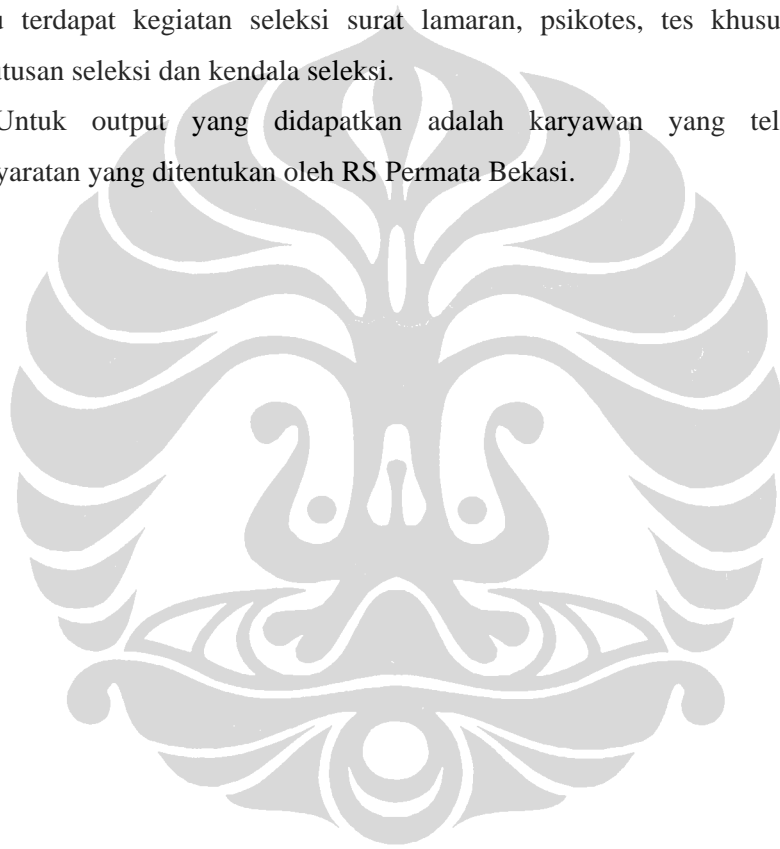 terdapat kegiatan seleksi surat lamaran, psikotes, tes khusu
utusan seleksi dan kendala seleksi.
Untuk output yang didapatkan adalah karyawan yang tel
yaratan yang ditentukan oleh RS Permata Bekasi.